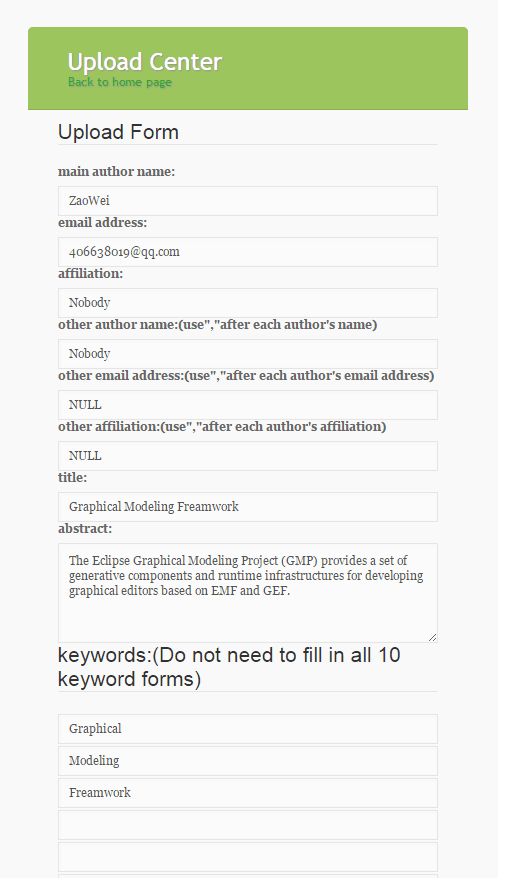 Upload Center
Back to home page
Upload Form
main author name:
ZaoWei
email address:
406638019@qq.com
affiliation:
Nobody
other author name:(use","after each author's name)
Nobody
other email address:(use","after each author's email address)
NULL
other affiliation:(use","after each author's affiliation)
NULL
title:
Graphical Modeling Freamwork
abstract:
The Eclipse Graphical Modeling Project (GMP) provides a set of
generative components and runtime infrastructures for developing
graphical editors based on EMF and GEF.
keywords:(Do not need to fill in all 10
keyword forms)
Graphical
Modeling
Freamwork